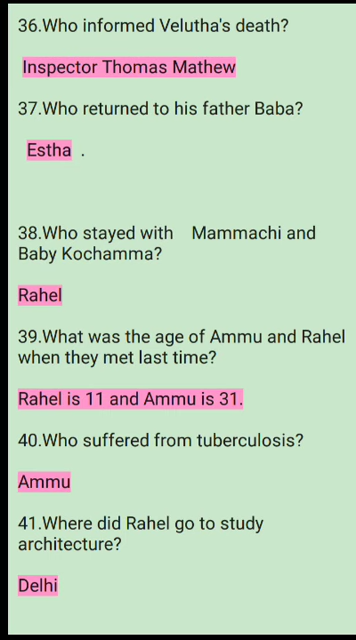 36.Who informed Velutha's death?
Inspector Thomas Mathew
37.Who returned to his father Baba?
Estha .
38.Who stayed with Mammachi and
Baby Kochamma?
Rahel
39.What was the age of Ammu and Rahel
when they met last time?
Rahel is 11 and Ammu is 31.
40.Who suffered from tuberculosis?
Ammu
41.Where did Rahel go to study
architecture?
Delhi